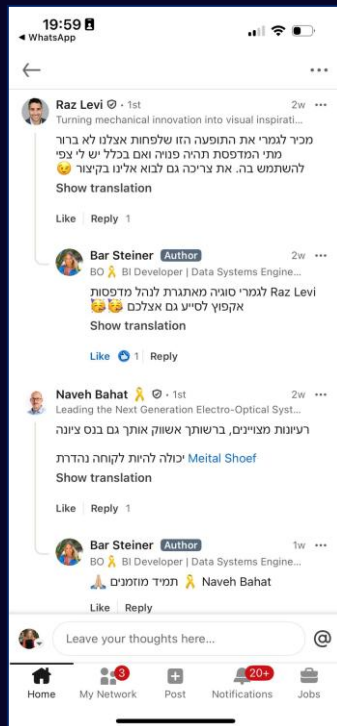 19:59
WhatsApp
Raz Levi · 1st
2w
Turning mechanical innovation into visual inspirati...
מכיר לגמרי את התופעה הזו שלפחות אצלנו לא ברור
מתי המדפסת תהיה פנויה ואם בכלל יש לי צפי
להשתמש בה. את צריכה גם לבוא אלינו בקיצור 😉
Show translation
Like
Reply 1
Bar Steiner Author
2w
BO 🎗️ BI Developer | Data Systems Engine...
Raz Levi לגמרי סוגיה מאתגרת לנהל מדפסות
אקפוץ לסייע גם אצלכם 🥳🥳
Show translation
Like 1
Reply
Naveh Bahat 🎗️ · 1st
2w
Leading the Next Generation Electro-Optical Syst...
רעיונות מצויינים, ברשותך אשווק אותך גם בנס ציונה
Meital Shoef יכולה להיות לקוחה נהדרת
Show translation
Like
Reply 1
Bar Steiner Author
1w
BO 🎗️ BI Developer | Data Systems Engine...
Naveh Bahat 🎗️ תמיד מוזמנים 🙏🏼
Like
Reply
Leave your thoughts here...
@
3
20+
Home
My Network
Post
Notifications
Jobs